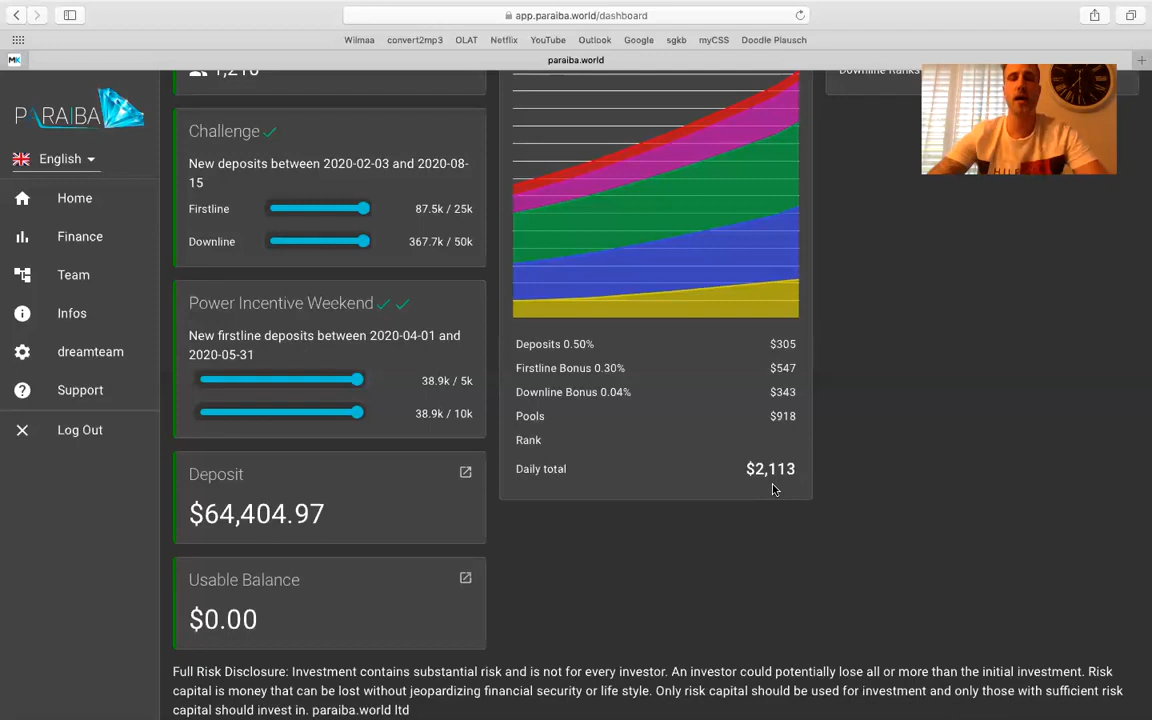 app.paraiba.world/dashboard
Wilmaa convert2mp3 OLAT Netflix YouTube Outlook Google sgkb myCSS Doodle Plausch
MK paraiba.world
PARAIBA
English
Home
Finance
Team
Infos
dreamteam
Support
Log Out
1,216
Challenge
New deposits between 2020-02-03 and 2020-08-
15
Firstline 87.5k / 25k
Downline 367.7k / 50k
Power Incentive Weekend
New firstline deposits between 2020-04-01 and
2020-05-31
38.9k / 5k
38.9k / 10k
Deposit
$64,404.97
Usable Balance
$0.00
Deposits 0.50% $305
Firstline Bonus 0.30% $547
Downline Bonus 0.04% $343
Pools $918
Rank
Daily total $2,113
Downline Ranks
Full Risk Disclosure: Investment contains substantial risk and is not for every investor. An investor could potentially lose all or more than the initial investment. Risk
capital is money that can be lost without jeopardizing financial security or life style. Only risk capital should be used for investment and only those with sufficient risk
capital should invest in. paraiba.world ltd